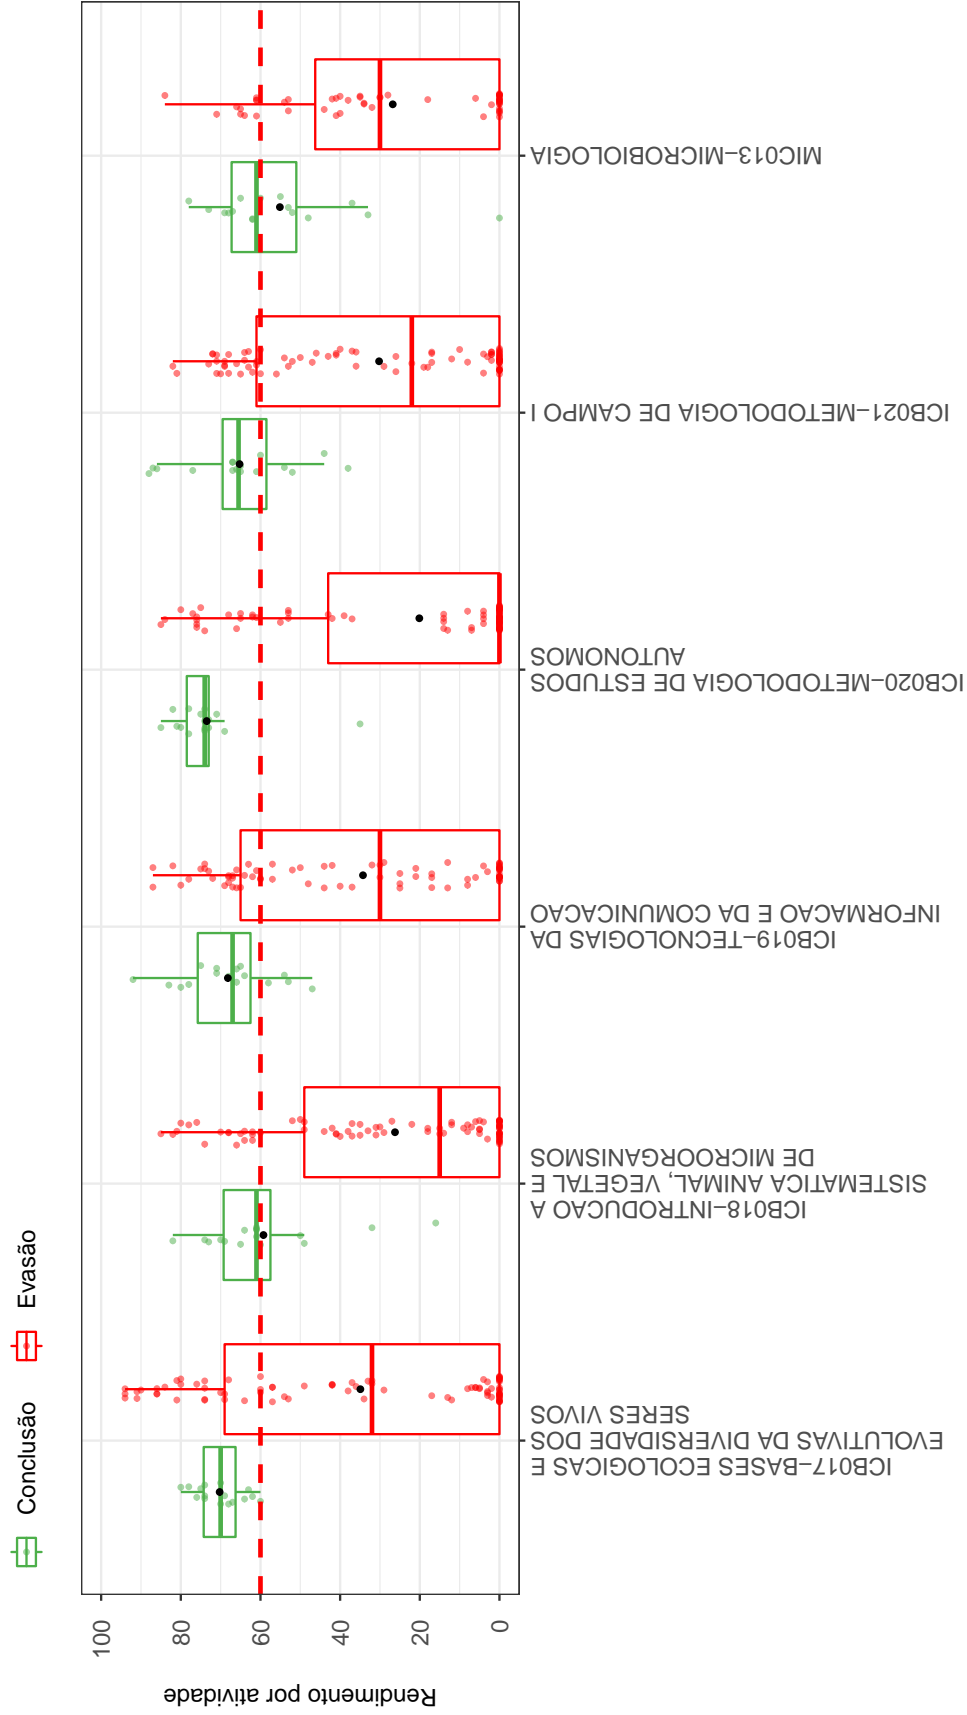 Conclusão
Evasão
Rendimento por atividade
0
20
40
60
80
100
ICB017−BASES ECOLOGICAS E
EVOLUTIVAS DA DIVERSIDADE DOS
SERES VIVOS
ICB018−INTRODUCAO A
SISTEMATICA ANIMAL, VEGETAL E
DE MICROORGANISMOS
ICB019−TECNOLOGIAS DA
INFORMACAO E DA COMUNICACAO
ICB020−METODOLOGIA DE ESTUDOS
AUTONOMOS
ICB021−METODOLOGIA DE CAMPO I
MIC013−MICROBIOLOGIA